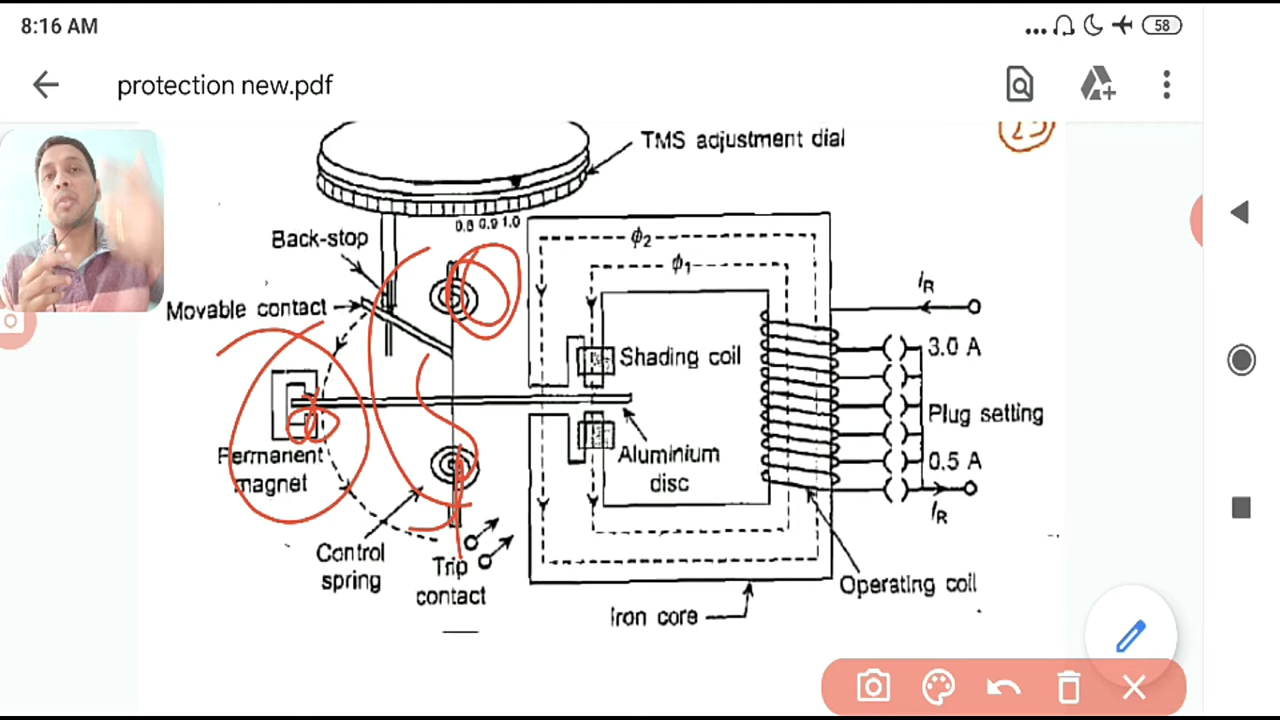 8:16 AM
58
protection new.pdf
TMS adjustment dial
23
0.8 0.9 1.0
Back-stop
ϕ2
ϕ1
IR
Movable contact
3.0 A
Shading coil
Plug setting
Permanent
magnet
Aluminium
disc
0.5 A
IR
Control
spring
Trip
contact
Operating coil
Iron core